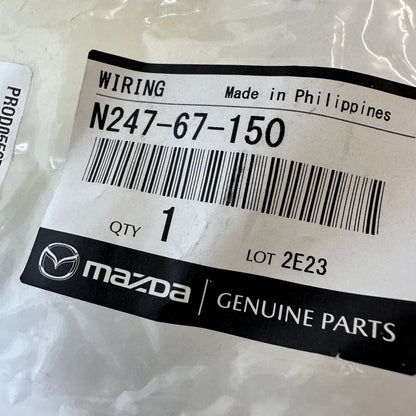 WIRING
Made in Philippines
N247-67-150
QTY 1
LOT 2E23
mazda
GENUINE PARTS